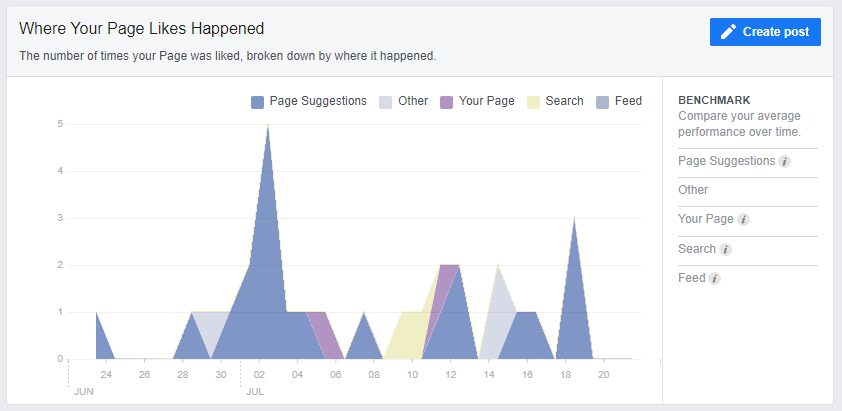 Where Your Page Likes Happened
Create post
The number of times your Page was liked, broken down by where it happened.
Page Suggestions Other Your Page Search Feed
5
4
3
2
1
0
24 26 28 30 02 04 06 08 10 12 14 16 18 20
JUN JUL
BENCHMARK
Compare your average
performance over time.
Page Suggestions i
Other
Your Page i
Search i
Feed i